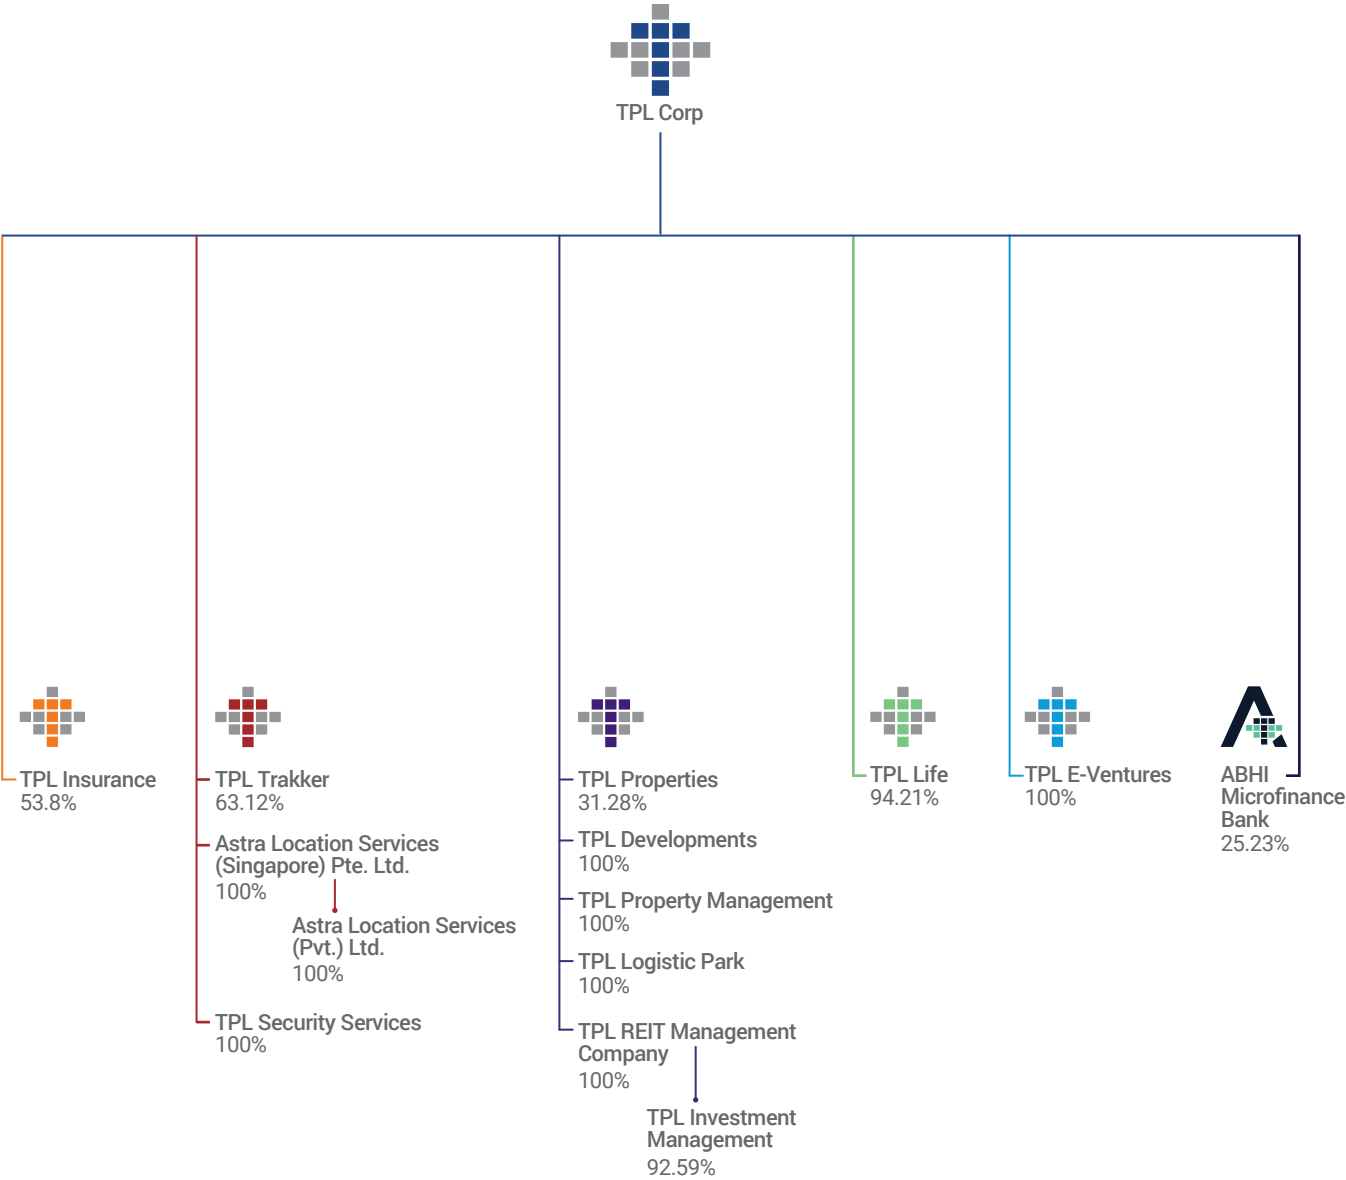 TPL Corp
TPL Insurance
53.8%
TPL Trakker
63.12%
Astra Location Services
(Singapore) Pte. Ltd.
100%
Astra Location Services
(Pvt.) Ltd.
100%
TPL Security Services
100%
TPL Properties
31.28%
TPL Developments
100%
TPL Property Management
100%
TPL Logistic Park
100%
TPL REIT Management
Company
100%
TPL Investment
Management
92.59%
TPL Life
94.21%
TPL E-Ventures
100%
ABHI
Microfinance
Bank
25.23%